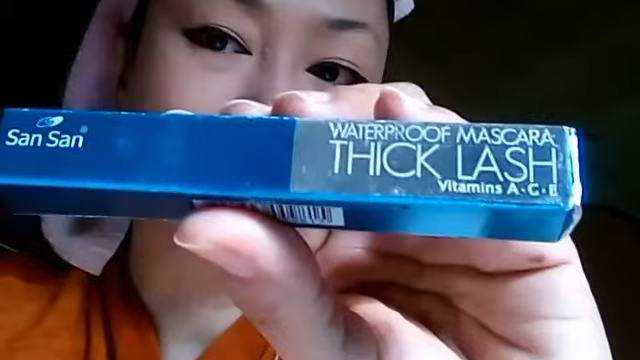 San San®
WATERPROOF MASCARA
THICK LASH
Vitamins A·C·E